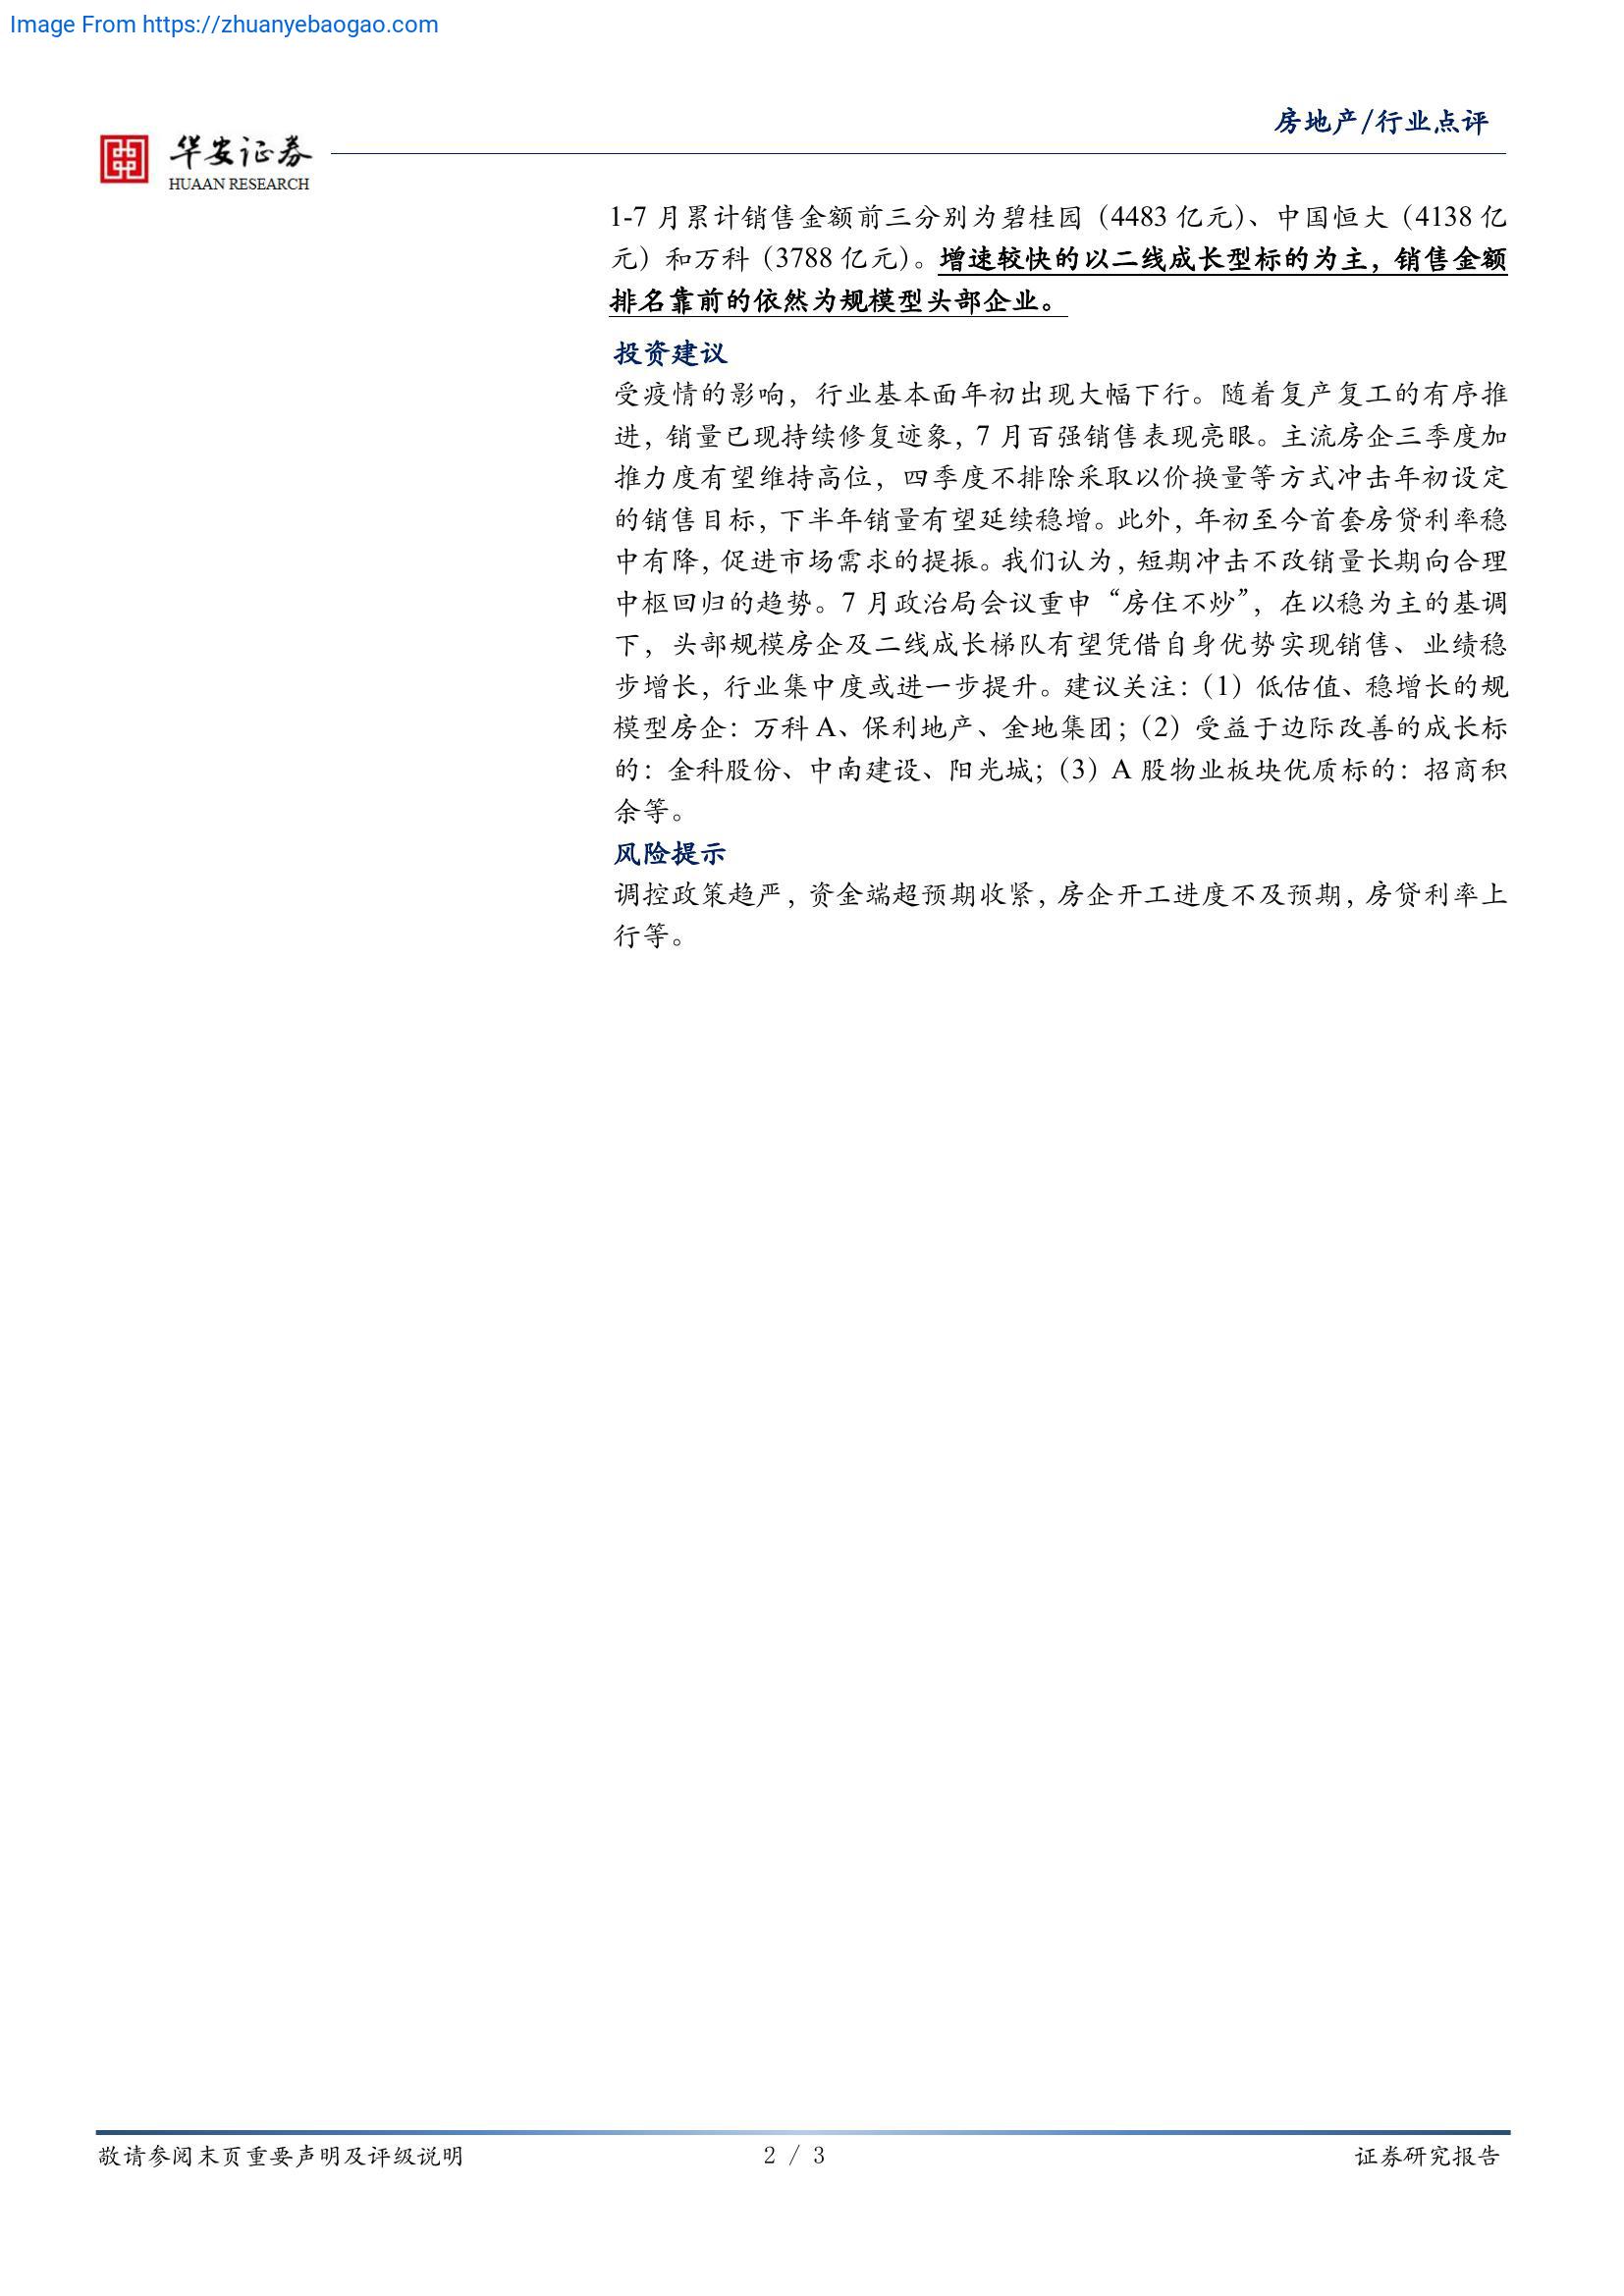 Image From https://zhuanyebaogao.com
房地产/行业点评
华安证券
HUAAN RESEARCH
1-7 月累计销售金额前三分别为碧桂园（4483 亿元）、中国恒大（4138 亿
元）和万科（3788 亿元）。增速较快的以二线成长型标的为主，销售金额
排名靠前的依然为规模型头部企业。
投资建议
受疫情的影响，行业基本面年初出现大幅下行。随着复产复工的有序推
进，销量已现持续修复迹象，7 月百强销售表现亮眼。主流房企三季度加
推力度有望维持高位，四季度不排除采取以价换量等方式冲击年初设定
的销售目标，下半年销量有望延续稳增。此外，年初至今首套房贷利率稳
中有降，促进市场需求的提振。我们认为，短期冲击不改销量长期向合理
中枢回归的趋势。7 月政治局会议重申“房住不炒”，在以稳为主的基调
下，头部规模房企及二线成长梯队有望凭借自身优势实现销售、业绩稳
步增长，行业集中度或进一步提升。建议关注：（1）低估值、稳增长的规
模型房企：万科 A、保利地产、金地集团；（2）受益于边际改善的成长标
的：金科股份、中南建设、阳光城；（3）A 股物业板块优质标的：招商积
余等。
风险提示
调控政策趋严，资金端超预期收紧，房企开工进度不及预期，房贷利率上
行等。
敬请参阅末页重要声明及评级说明
2 / 3
证券研究报告